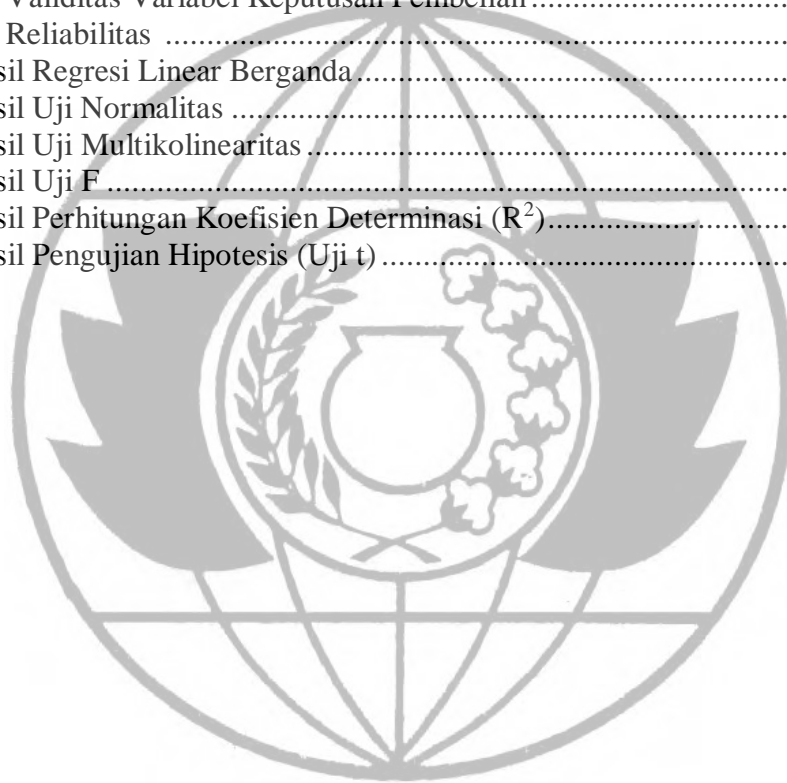 Validitas Variabel Keputusan Pembelian ...............................................
Reliabilitas .......................................................................................
sil Regresi Linear Berganda ................................................................
sil Uji Normalitas ..............................................................................
sil Uji Multikolinearitas .....................................................................
sil Uji F .............................................................................................
sil Perhitungan Koefisien Determinasi (R²) ........................................
sil Pengujian Hipotesis (Uji t) .............................................................